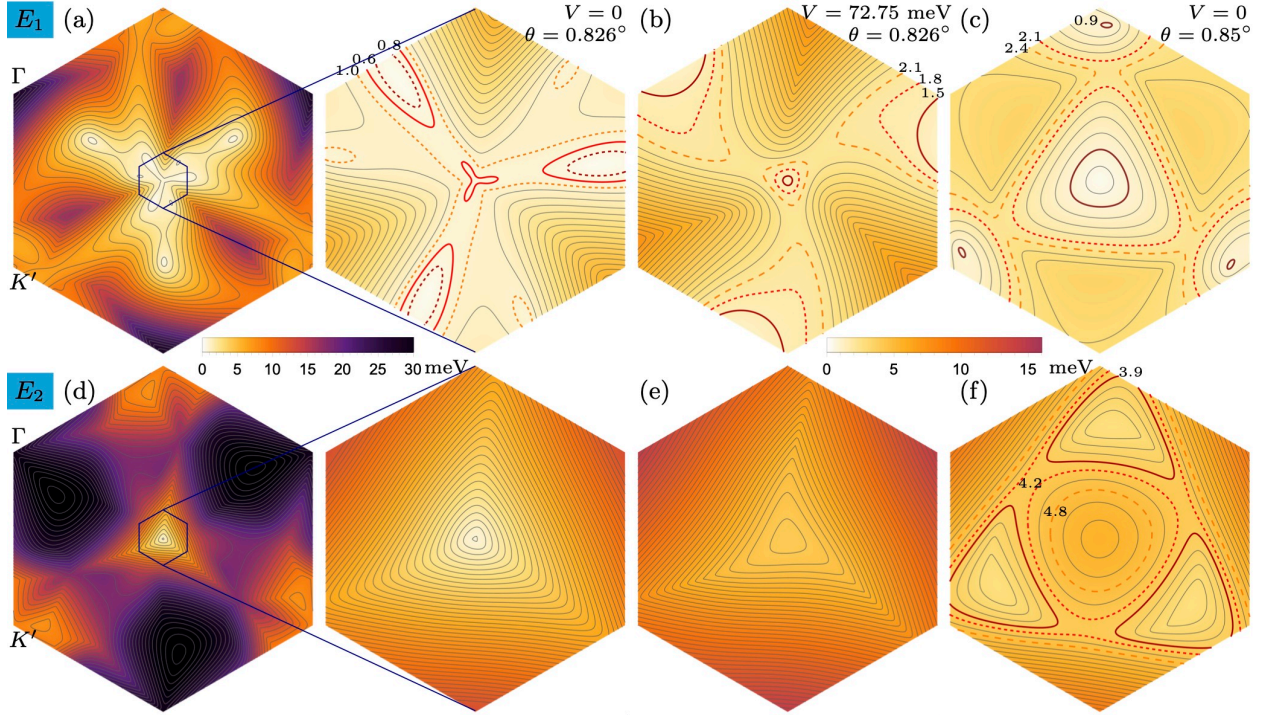 E₁ (a)
V = 0
θ = 0.826°
(b)
V = 72.75 meV
θ = 0.826°
(c)
V = 0
θ = 0.85°
Γ
K′
0.8
0.6
1.0
2.1
1.8
1.5
0.9
2.1
2.4
0 5 10 15 20 25 30 meV
0 5 10 15 meV
E₂ (d)
(e)
(f)
Γ
K′
3.9
4.2
4.8